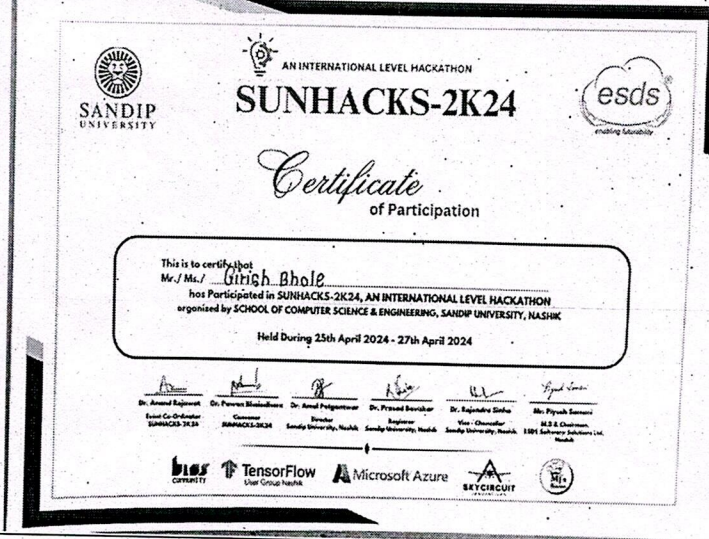 SANDIP
UNIVERSITY
AN INTERNATIONAL LEVEL HACKATHON
SUNHACKS-2K24
esds
enabling futurability
Certificate
of Participation
This is to certify that
Mr./ Ms./ Girish Bhole
has Participated in SUNHACKS-2K24, AN INTERNATIONAL LEVEL HACKATHON
organised by SCHOOL OF COMPUTER SCIENCE & ENGINEERING, SANDIP UNIVERSITY, NASHIK
Held During 25th April 2024 - 27th April 2024
Dr. Anand Rajawat
Event Co-Ordinator
SUNHACKS-2K24
Dr. Pawan Bhaladhare
Convenor
SUNHACKS-2K24
Dr. Amol Potgantwar
Director
Sandip University, Nashik
Dr. Prasad Baviskar
Registrar
Sandip University, Nashik
Dr. Rajendra Sinha
Vice - Chancellor
Sandip University, Nashik
Mr. Piyush Somani
M.D & Chairman,
ESDS Software Solutions Ltd.
Nashik
COMMUNITY
TensorFlow
User Group Nashik
Microsoft Azure
SKYCIRCUIT